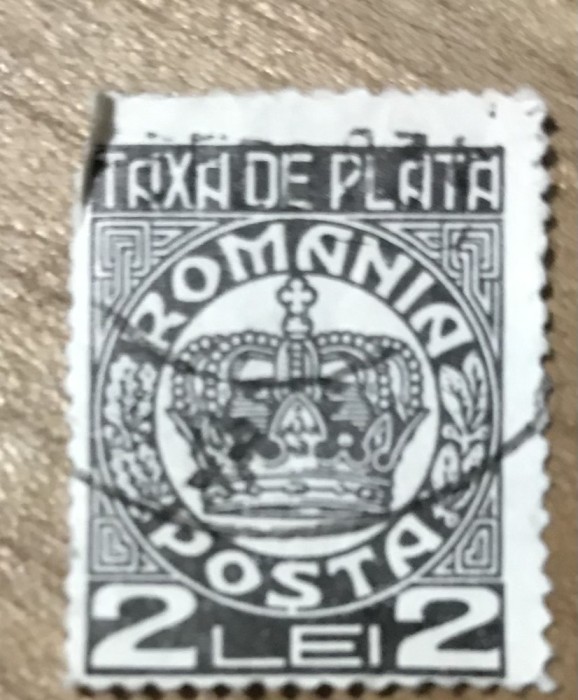 TAXA DE PLATA
ROMANIA
POSTA
2 LEI 2